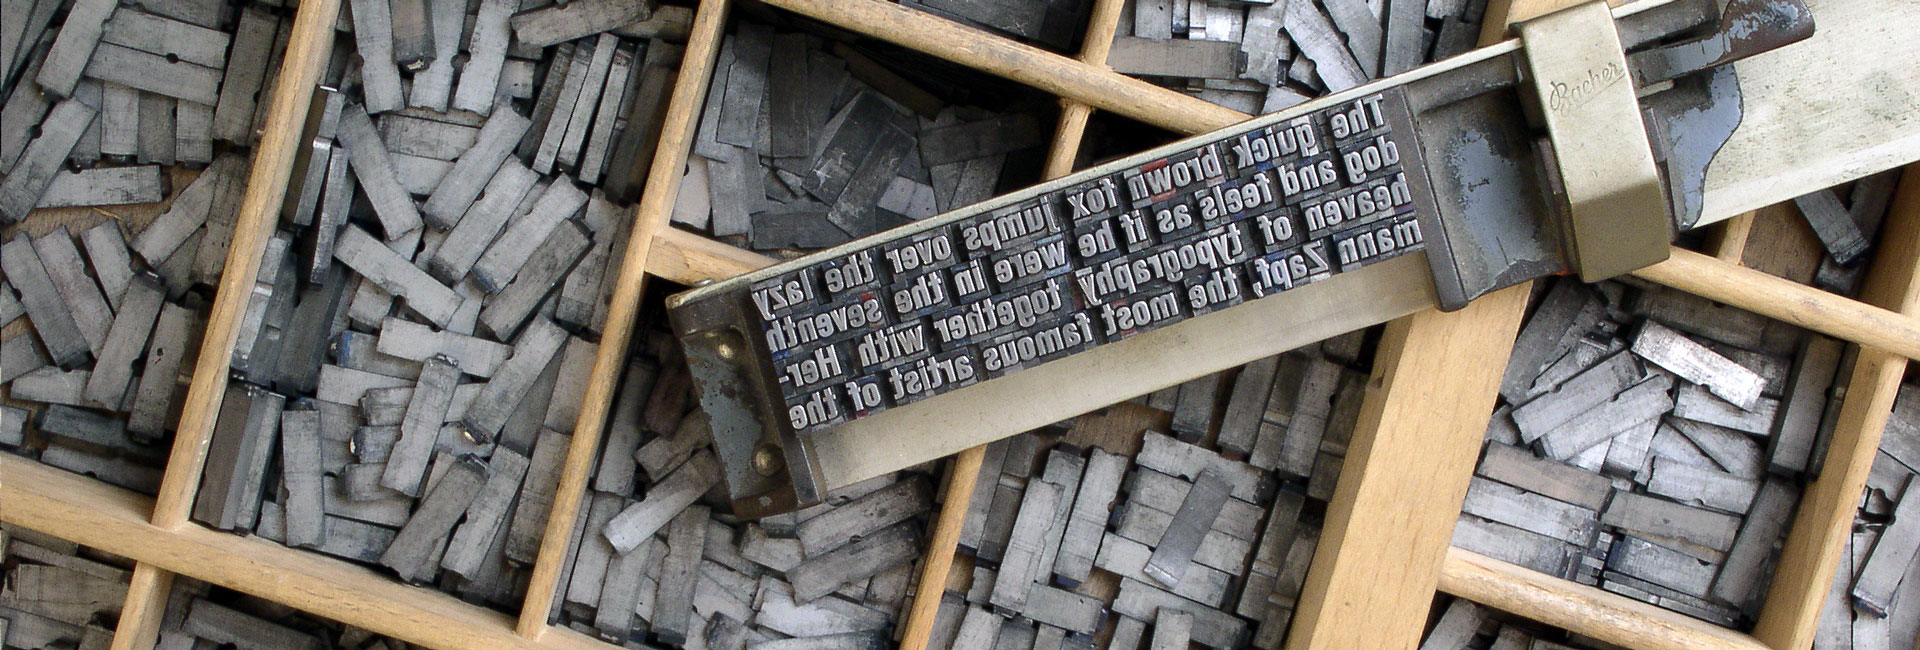 The quick brown fox jumps over the lazy
dog and feels as if he were in the seventh
heaven of typography together with Her-
mann Zapf, the most famous artist of the
Bacher